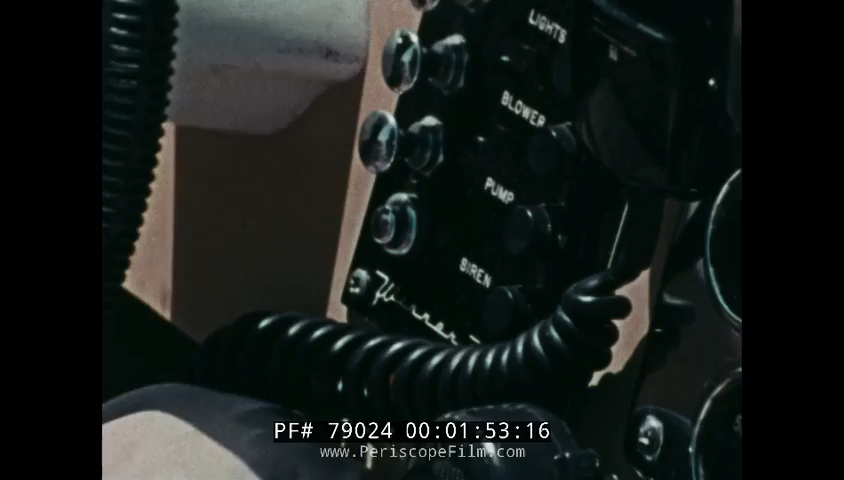 LIGHTS
BLOWER
PUMP
SIREN
PF# 79024 00:01:53:16
www.PeriscopeFilm.com